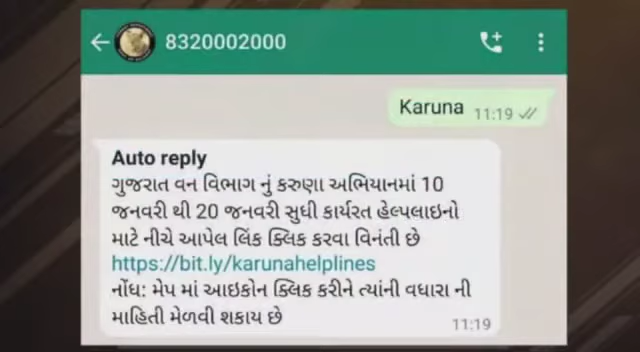 8320002000
Karuna 11:19
Auto reply
ગુજરાત વન વિભાગ નું કરુણા અભિયાનમાં 10
જનવરી થી 20 જનવરી સુધી કાર્યરત હેલ્પલાઇનો
માટે નીચે આપેલ લિંક ક્લિક કરવા વિનંતી છે
https://bit.ly/karunahelplines
નોંધ: મેપ માં આઇકોન ક્લિક કરીને ત્યાંની વધારા ની
માહિતી મેળવી શકાય છે
11:19